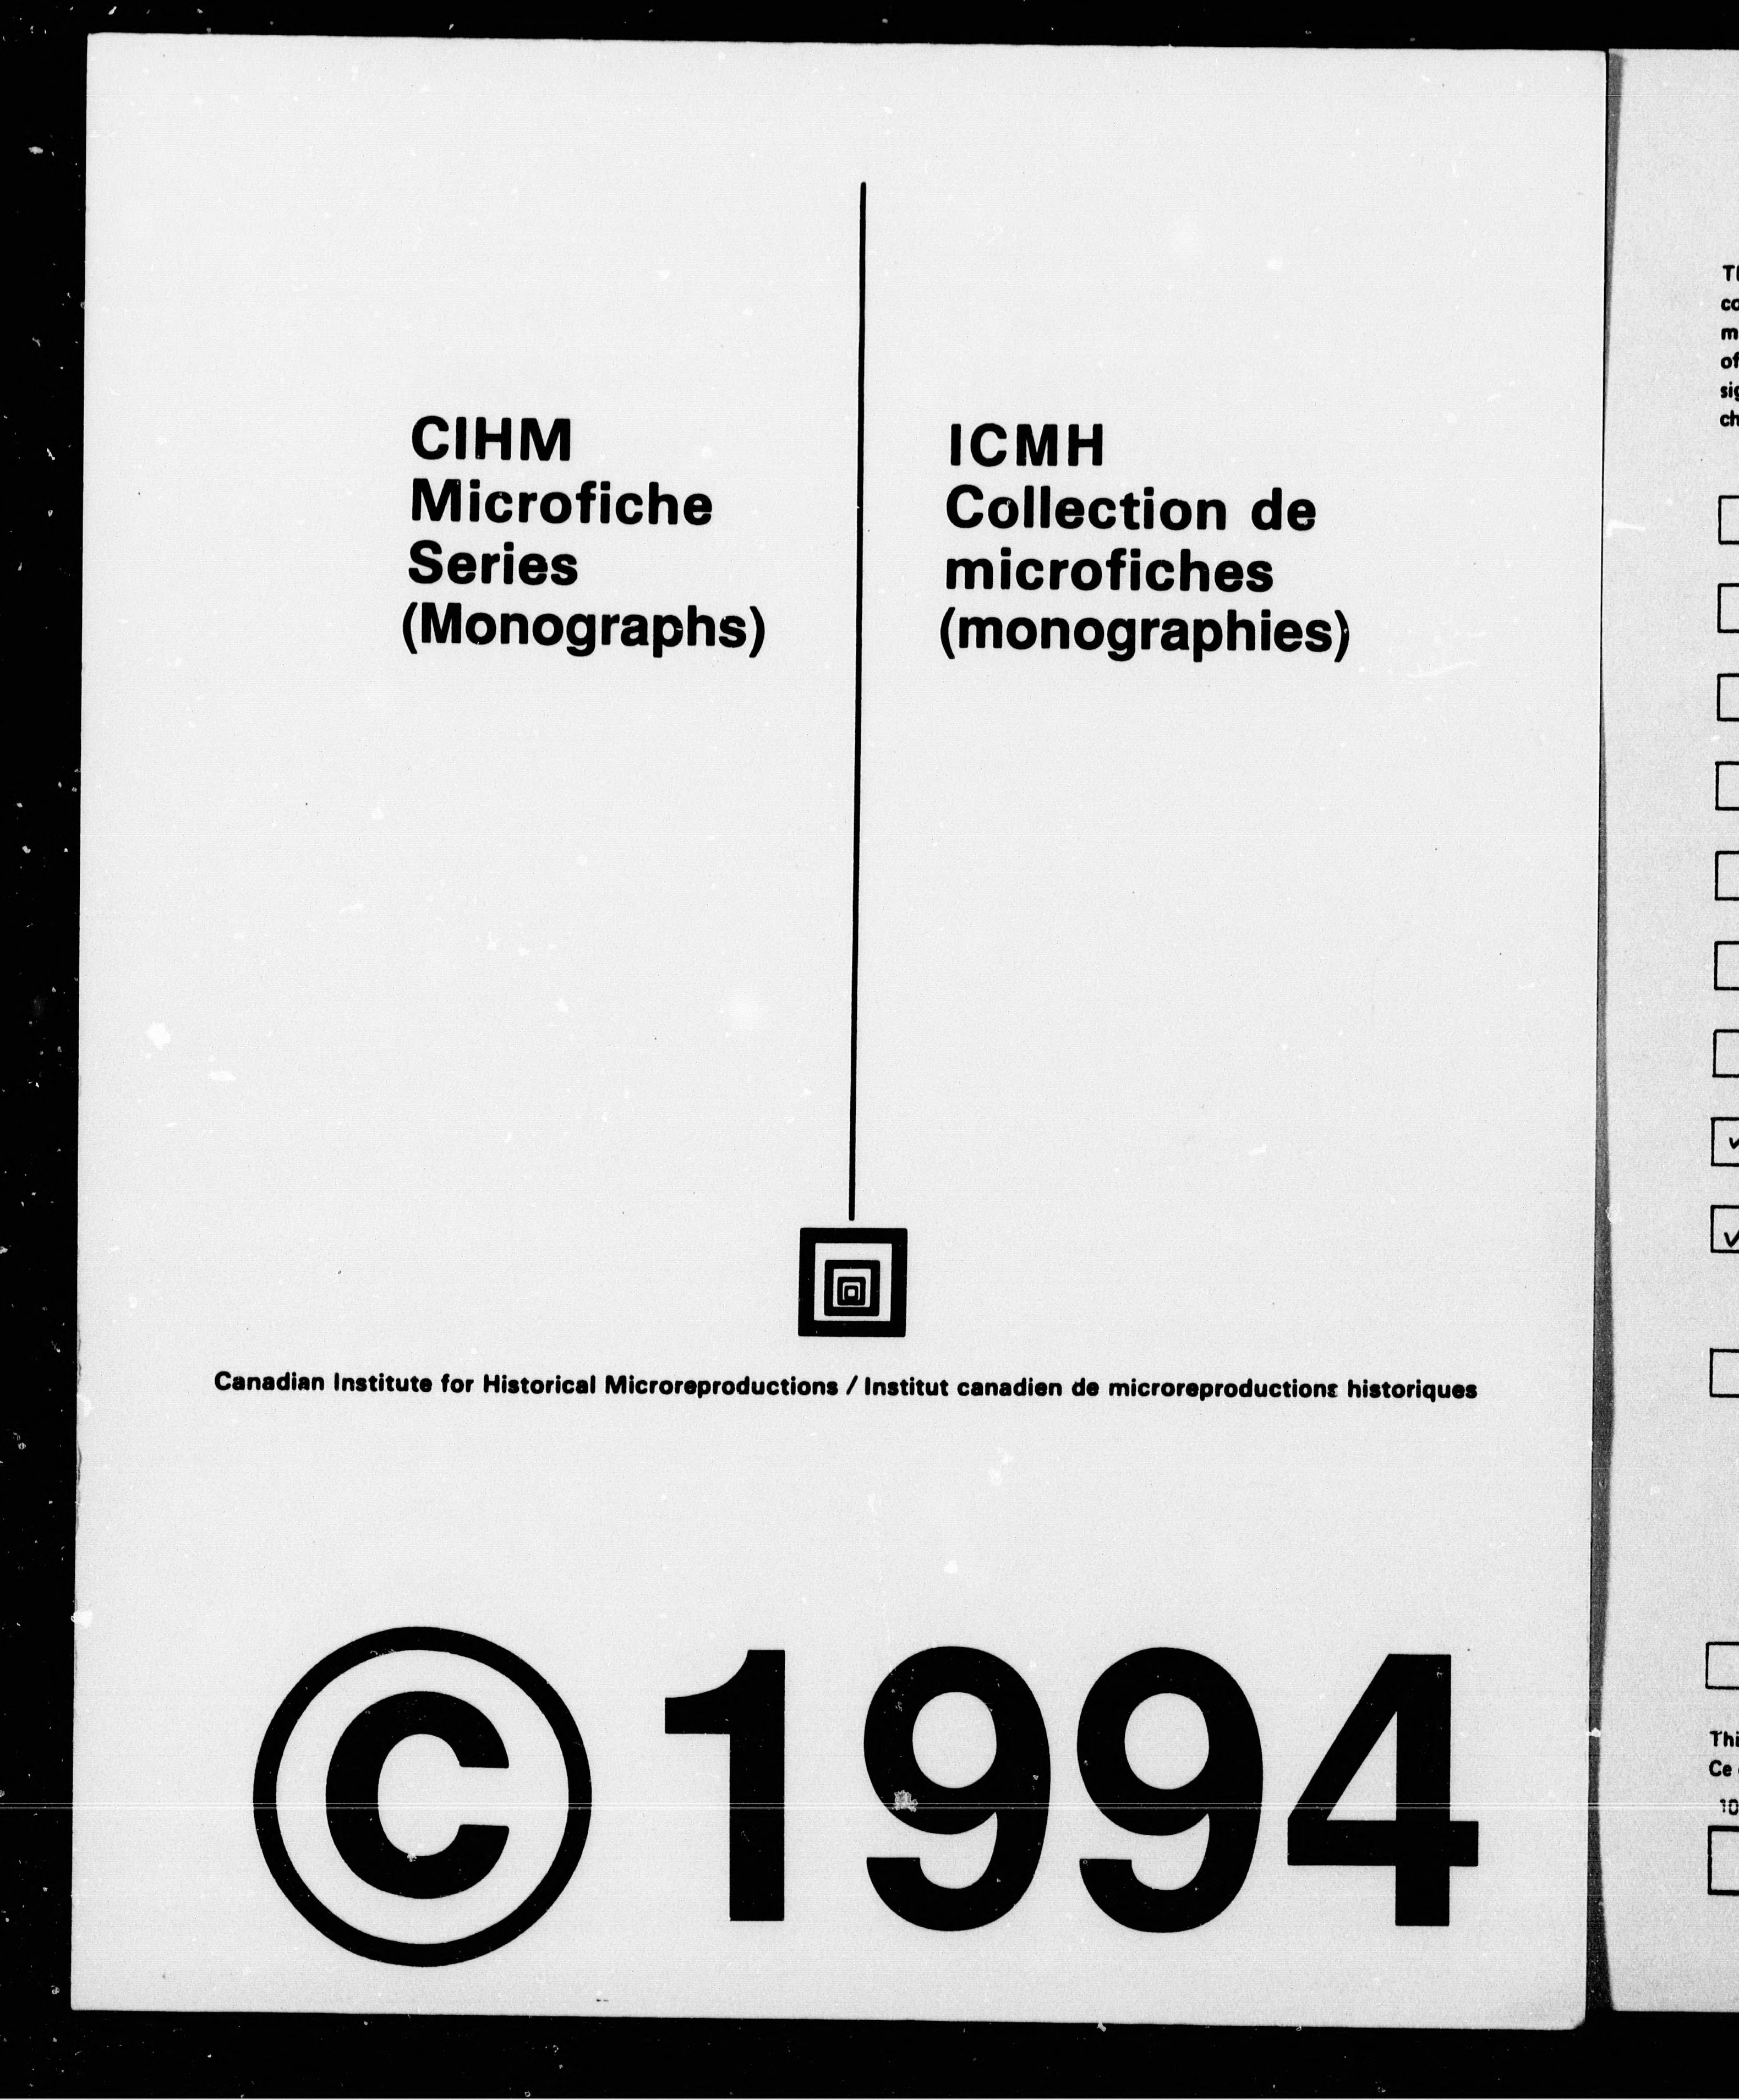 CIHM
Microfiche
Series
(Monographs)
ICMH
Collection de
microfiches
(monographies)
Canadian Institute for Historical Microreproductions / Institut canadien de microreproductions historiques
© 1994